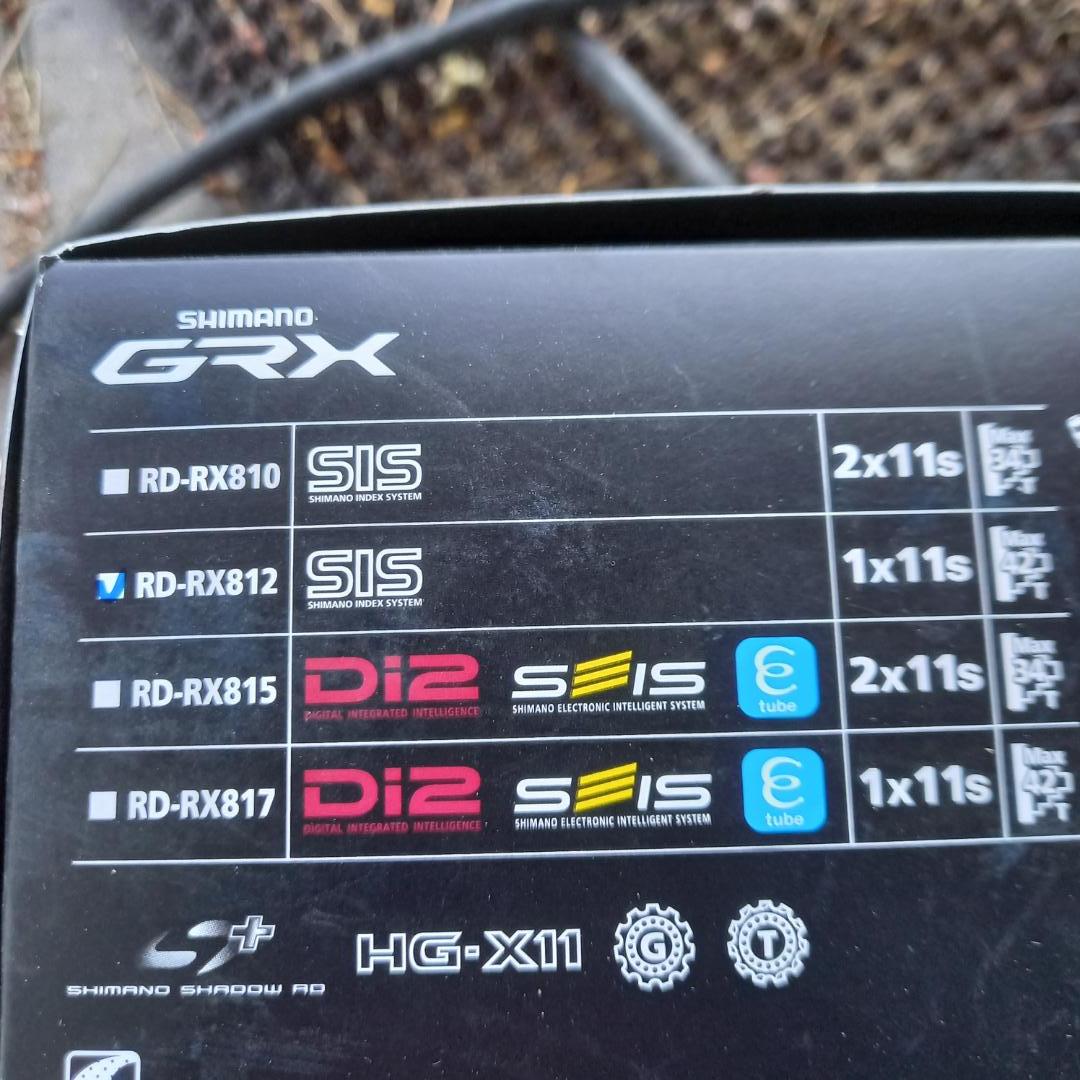 SHIMANO
GRX
RD-RX810 SIS 2x11s Max 34T
SHIMANO INDEX SYSTEM
RD-RX812 SIS 1x11s Max 42T
SHIMANO INDEX SYSTEM
RD-RX815 Di2 SEIS E tube 2x11s Max 34T
DIGITAL INTEGRATED INTELLIGENCE SHIMANO ELECTRONIC INTELLIGENT SYSTEM
RD-RX817 Di2 SEIS E tube 1x11s Max 42T
DIGITAL INTEGRATED INTELLIGENCE SHIMANO ELECTRONIC INTELLIGENT SYSTEM
S+ HG-X11 G T
SHIMANO SHADOW RD